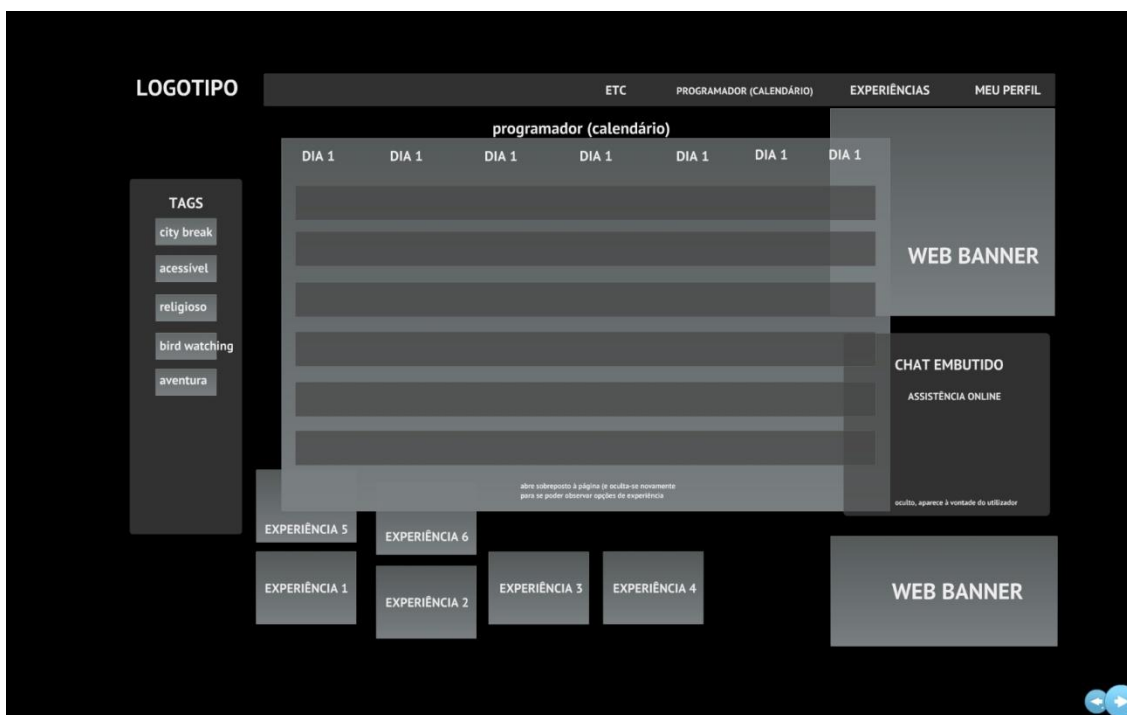 LOGOTIPO
ETC
PROGRAMADOR (CALENDÁRIO)
EXPERIÊNCIAS
MEU PERFIL
programador (calendário)
DIA 1 DIA 1 DIA 1 DIA 1 DIA 1 DIA 1 DIA 1
TAGS
city break
acessível
religioso
bird watching
aventura
WEB BANNER
CHAT EMBUTIDO
ASSISTÊNCIA ONLINE
oculto, aparece à vontade do utilizador
abre sobreposto à página (e oculta-se novamente
para se poder observar opções de experiência
EXPERIÊNCIA 5
EXPERIÊNCIA 6
EXPERIÊNCIA 1
EXPERIÊNCIA 2
EXPERIÊNCIA 3
EXPERIÊNCIA 4
WEB BANNER